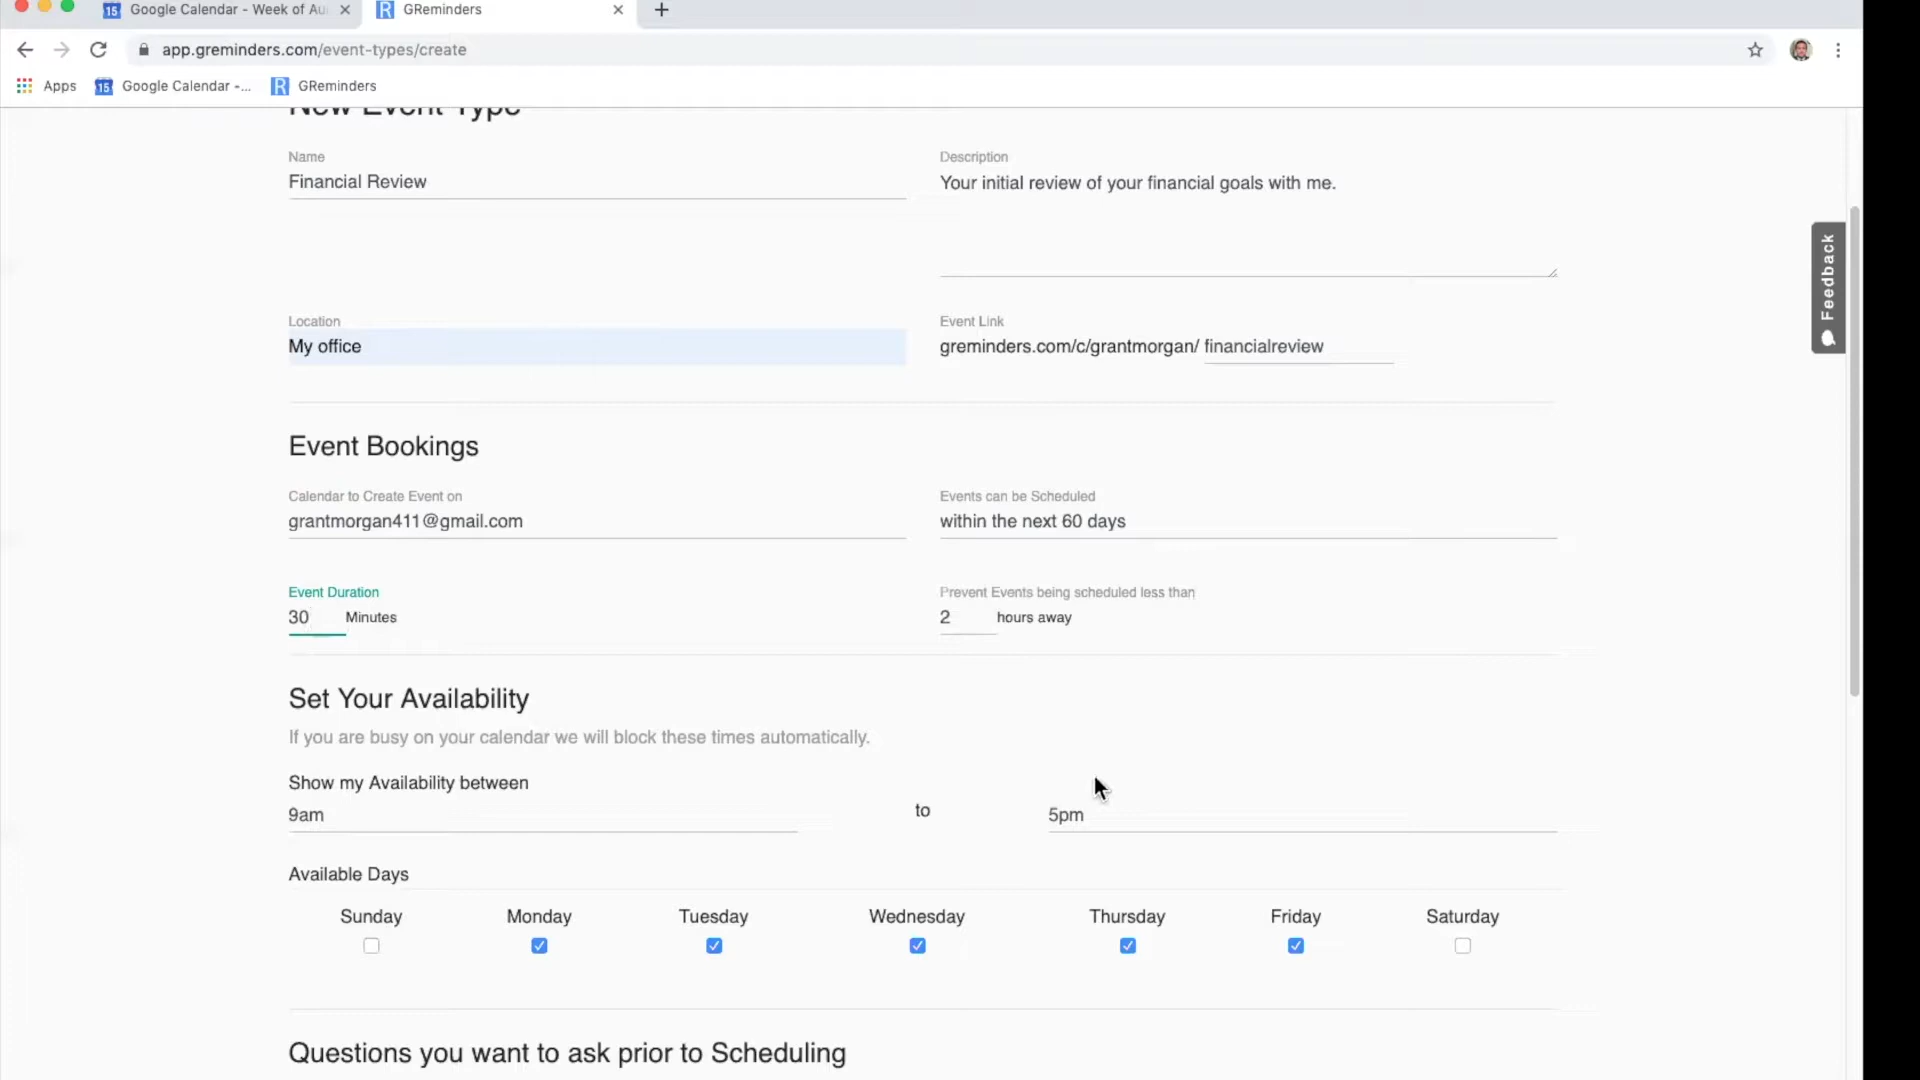 15 Google Calendar - Week of Au
GReminders
app.greminders.com/event-types/create
Apps
15 Google Calendar -...
GReminders
New Event Type
Name
Financial Review
Description
Your initial review of your financial goals with me.
Location
My office
Event Link
greminders.com/c/grantmorgan/ financialreview
Feedback
Event Bookings
Calendar to Create Event on
grantmorgan411@gmail.com
Events can be Scheduled
within the next 60 days
Event Duration
30 Minutes
Prevent Events being scheduled less than
2 hours away
Set Your Availability
If you are busy on your calendar we will block these times automatically.
Show my Availability between
9am to 5pm
Available Days
Sunday Monday Tuesday Wednesday Thursday Friday Saturday
Questions you want to ask prior to Scheduling